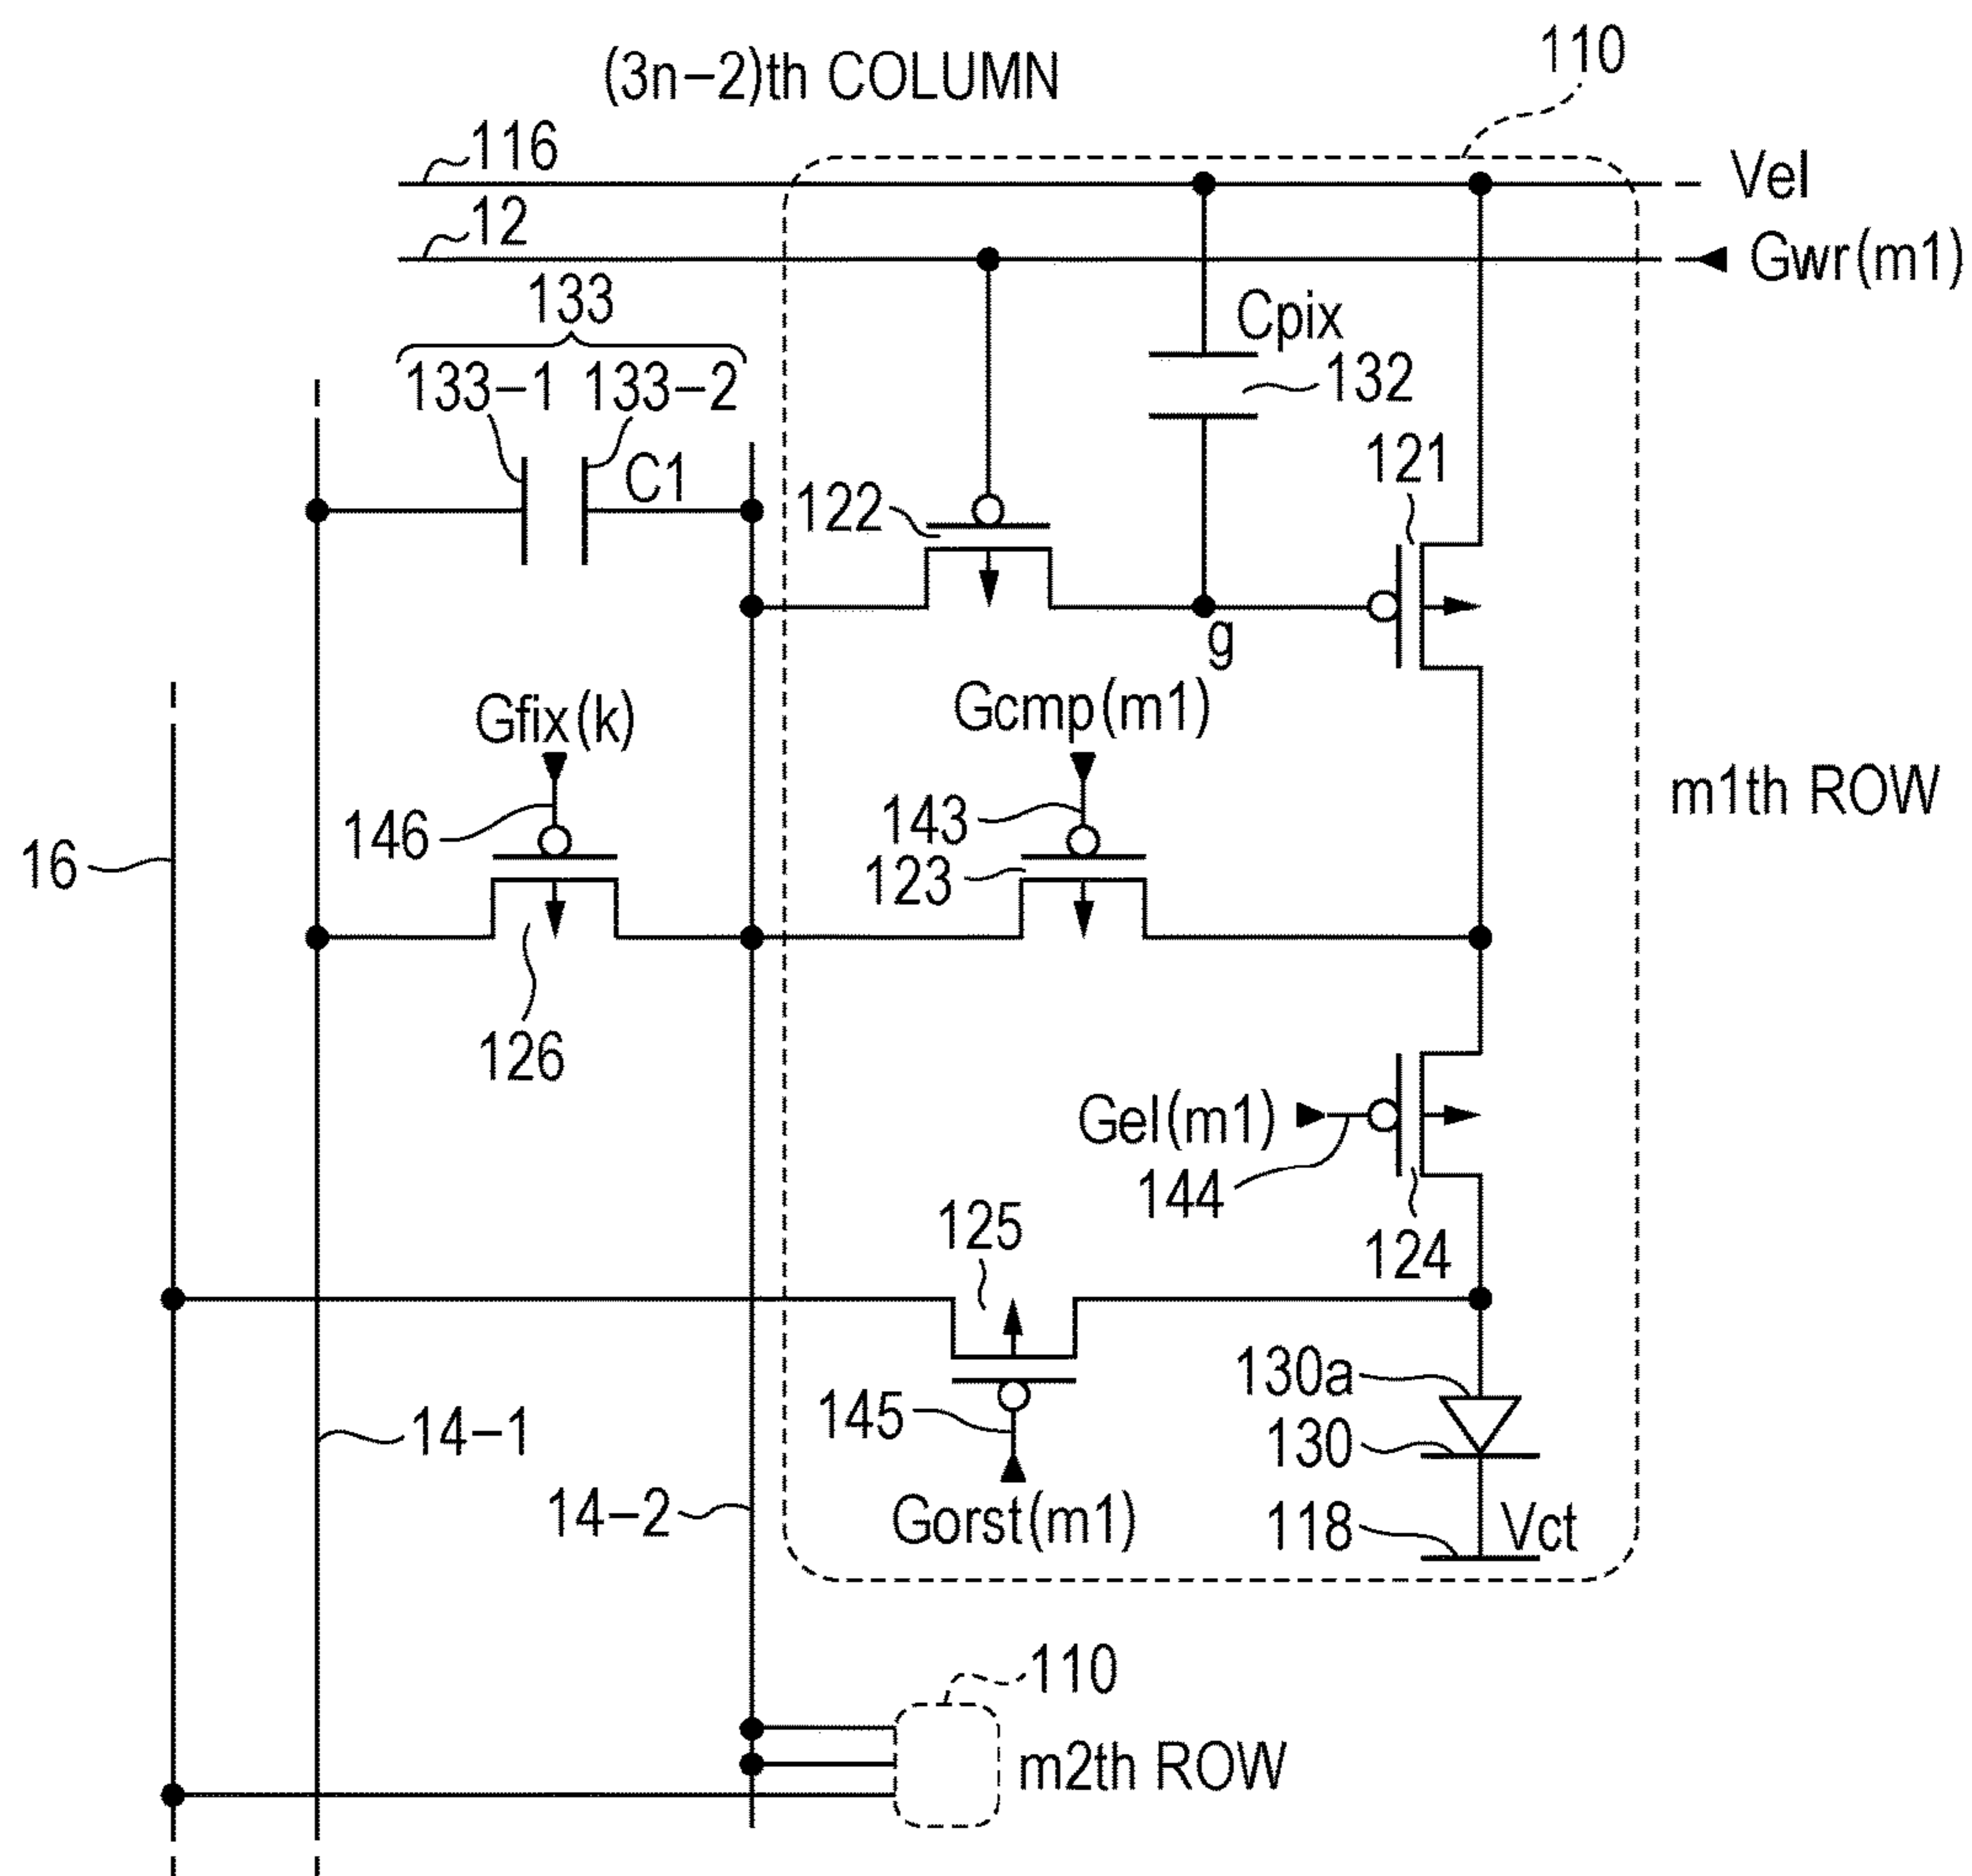 (3n-2)th COLUMN
110
116
Vel
12
Gwr(m1)
133
Cpix
133-1 133-2
132
C1
121
122
g
Gfix(k)
Gcmp(m1)
m1th ROW
146
143
16
123
126
Gel(m1)
144
125
124
130a
145
14-1
130
14-2
Gorst(m1)
118
Vct
110
m2th ROW